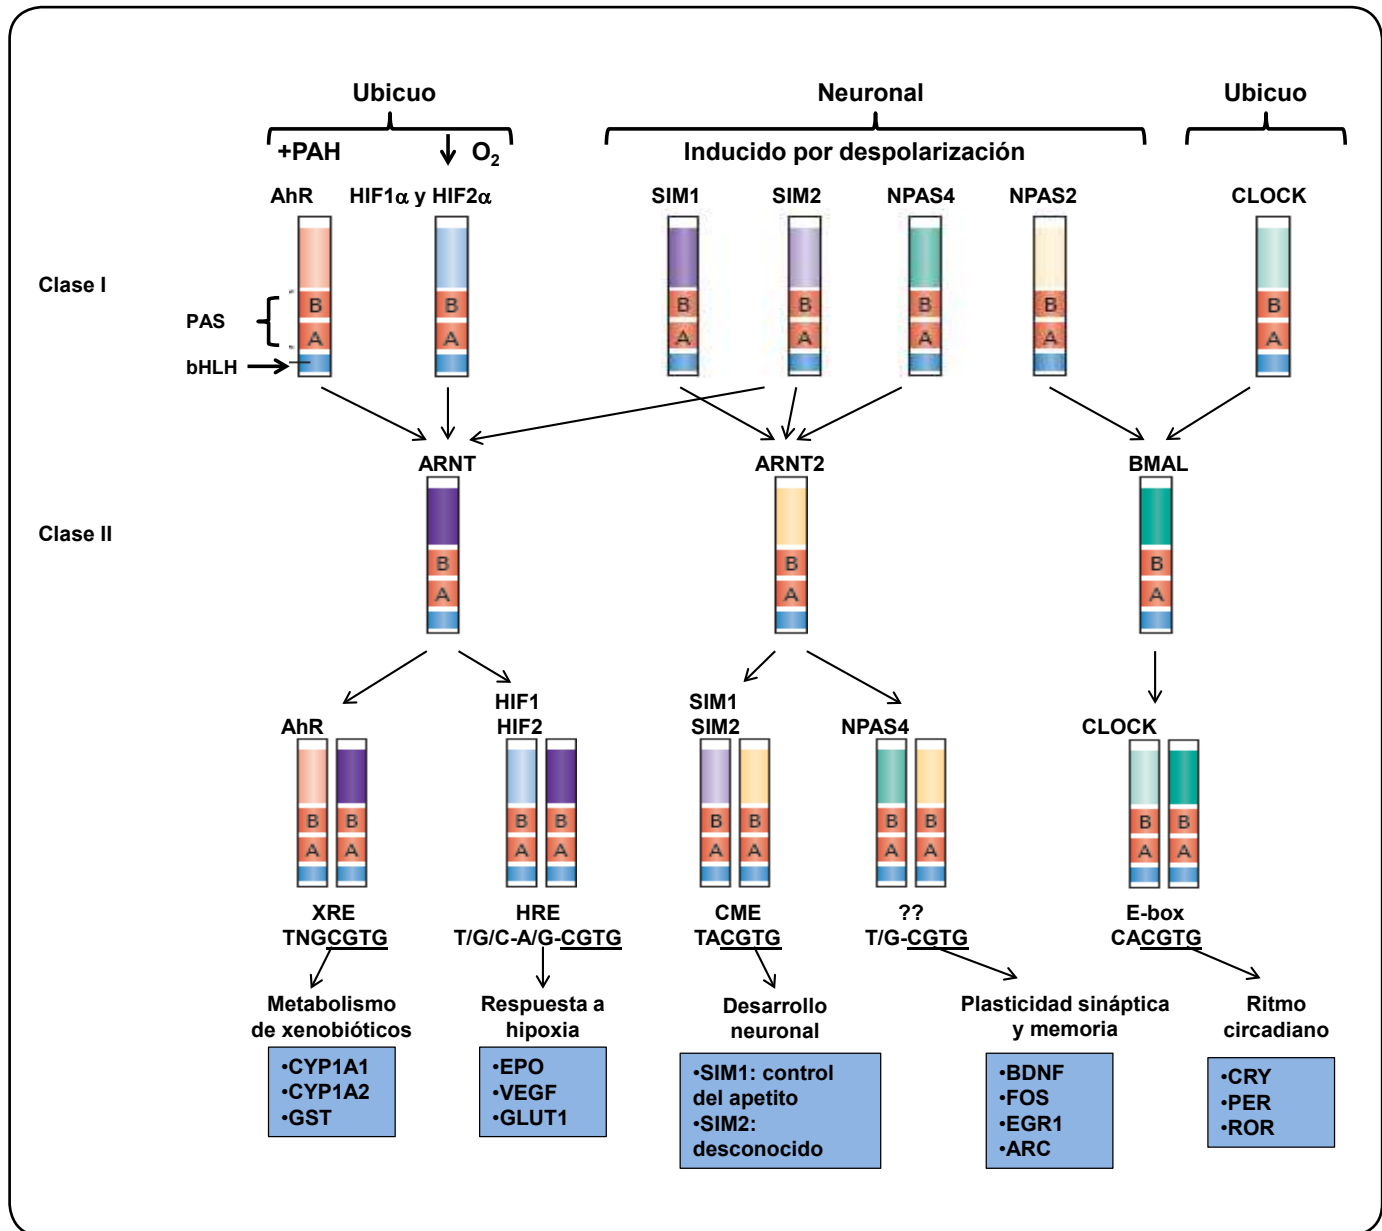 Ubicuo
Neuronal
Ubicuo
+PAH
O2
Inducido por despolarización
AhR
HIF1α y HIF2α
SIM1
SIM2
NPAS4
NPAS2
CLOCK
Clase I
PAS
bHLH
B
A
B
A
B
A
B
A
B
A
B
A
B
A
ARNT
ARNT2
BMAL
Clase II
B
A
B
A
B
A
AhR
HIF1
HIF2
SIM1
SIM2
NPAS4
CLOCK
B B
A A
B B
A A
B B
A A
B B
A A
B B
A A
XRE
TNGCGTG
HRE
T/G/C-A/G-CGTG
CME
TACGTG
??
T/G-CGTG
E-box
CACGTG
Metabolismo
de xenobióticos
•CYP1A1
•CYP1A2
•GST
Respuesta a
hipoxia
•EPO
•VEGF
•GLUT1
Desarrollo
neuronal
•SIM1: control
del apetito
•SIM2:
desconocido
Plasticidad sináptica
y memoria
•BDNF
•FOS
•EGR1
•ARC
Ritmo
circadiano
•CRY
•PER
•ROR